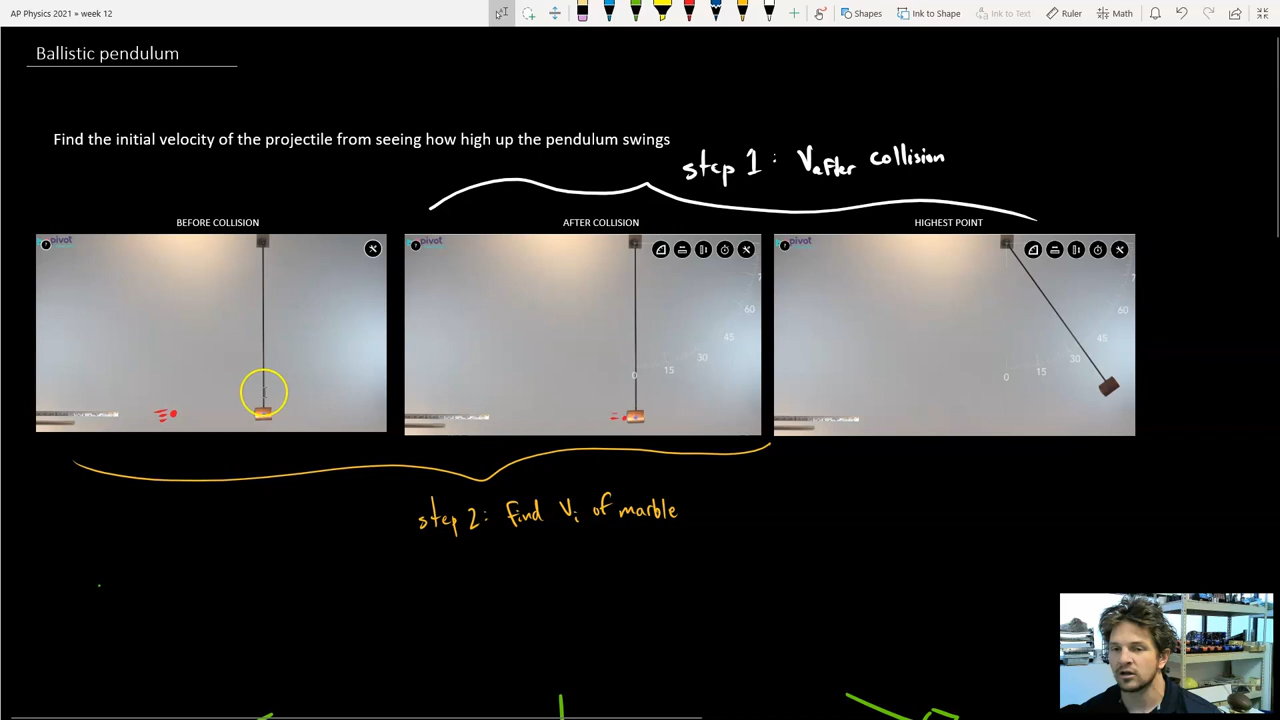 AP Physics 2021 » week 12
Shapes
Ink to Shape
Ink to Text
Ruler
Math
Ballistic pendulum
Find the initial velocity of the projectile from seeing how high up the pendulum swings
step 1: Vafter collision
BEFORE COLLISION
AFTER COLLISION
HIGHEST POINT
pivot
pivot
pivot
60
45
30
15
0
60
45
30
15
0
step 2: find Vi of marble